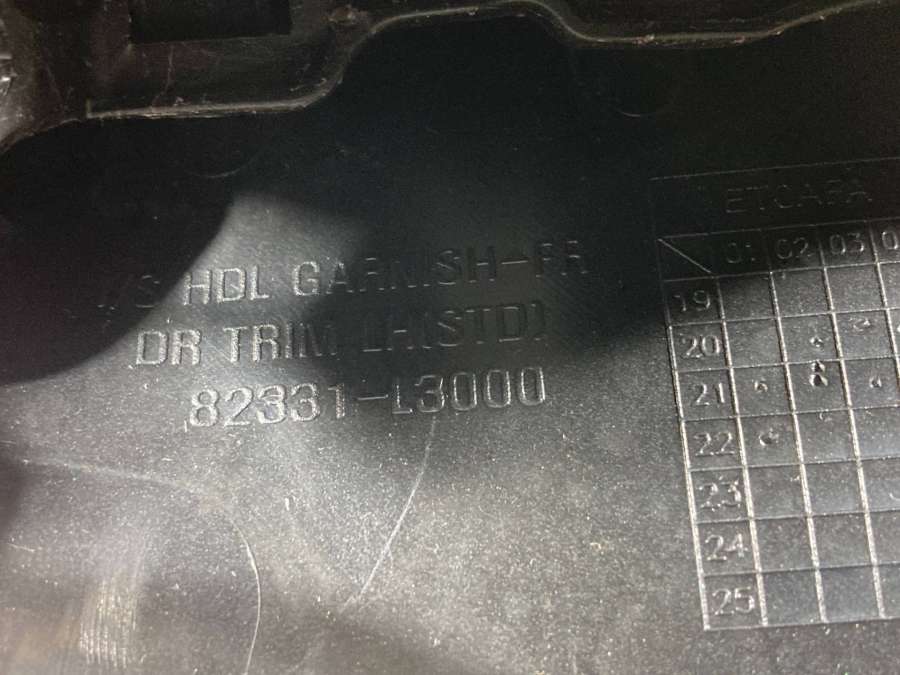 I/S HDL GARNISH-FR
DR TRIM LH(STD)
82331-L3000
01 02 03 0
19
20
21
22
23
24
25